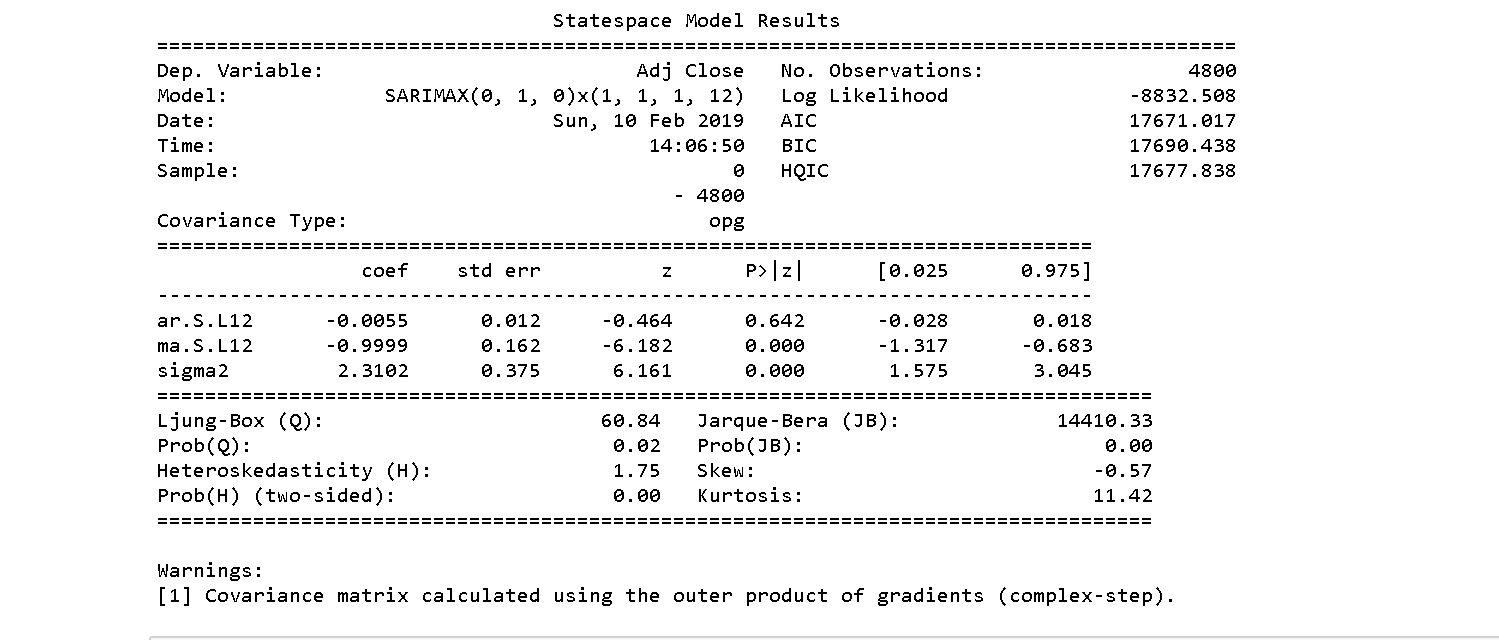 Statespace Model Results
==========================================================================================
Dep. Variable:                          Adj Close   No. Observations:                 4800
Model:             SARIMAX(0, 1, 0)x(1, 1, 1, 12)   Log Likelihood               -8832.508
Date:                            Sun, 10 Feb 2019   AIC                          17671.017
Time:                                    14:06:50   BIC                          17690.438
Sample:                                         0   HQIC                         17677.838
                                           - 4800
Covariance Type:                              opg
==============================================================================
                 coef    std err          z      P>|z|      [0.025      0.975]
------------------------------------------------------------------------------
ar.S.L12      -0.0055      0.012     -0.464      0.642      -0.028       0.018
ma.S.L12      -0.9999      0.162     -6.182      0.000      -1.317      -0.683
sigma2         2.3102      0.375      6.161      0.000       1.575       3.045
===================================================================================
Ljung-Box (Q):                       60.84   Jarque-Bera (JB):             14410.33
Prob(Q):                              0.02   Prob(JB):                         0.00
Heteroskedasticity (H):               1.75   Skew:                            -0.57
Prob(H) (two-sided):                  0.00   Kurtosis:                        11.42
===================================================================================
Warnings:
[1] Covariance matrix calculated using the outer product of gradients (complex-step).